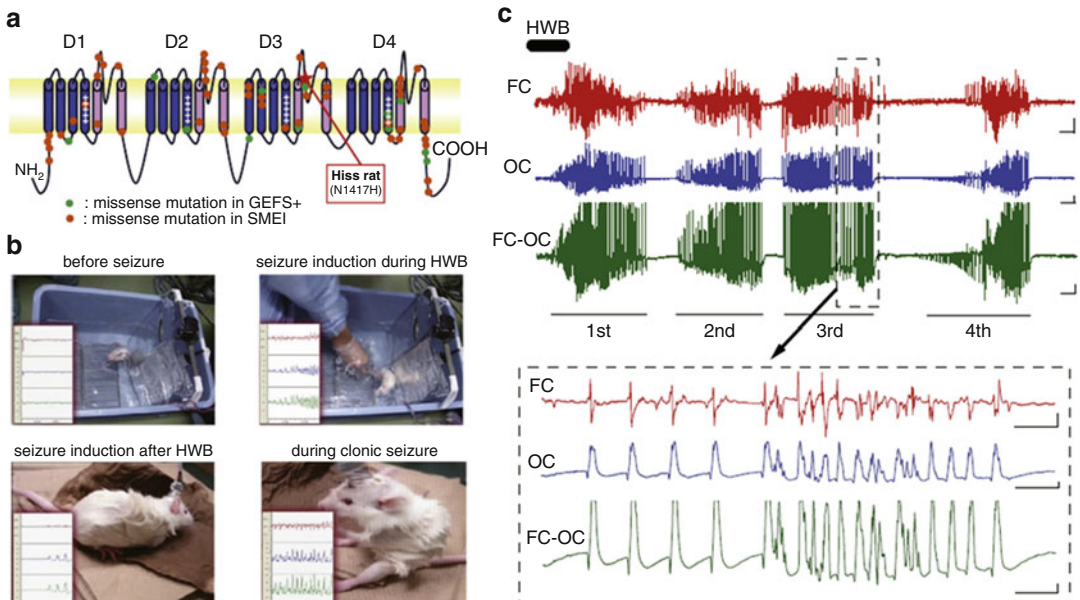 a
D1 D2 D3 D4
NH2
COOH
Hiss rat
(N1417H)
: missense mutation in GEFS+
: missense mutation in SMEI
b
before seizure
seizure induction during HWB
seizure induction after HWB
during clonic seizure
c
HWB
FC
OC
FC-OC
1st 2nd 3rd 4th
FC
OC
FC-OC